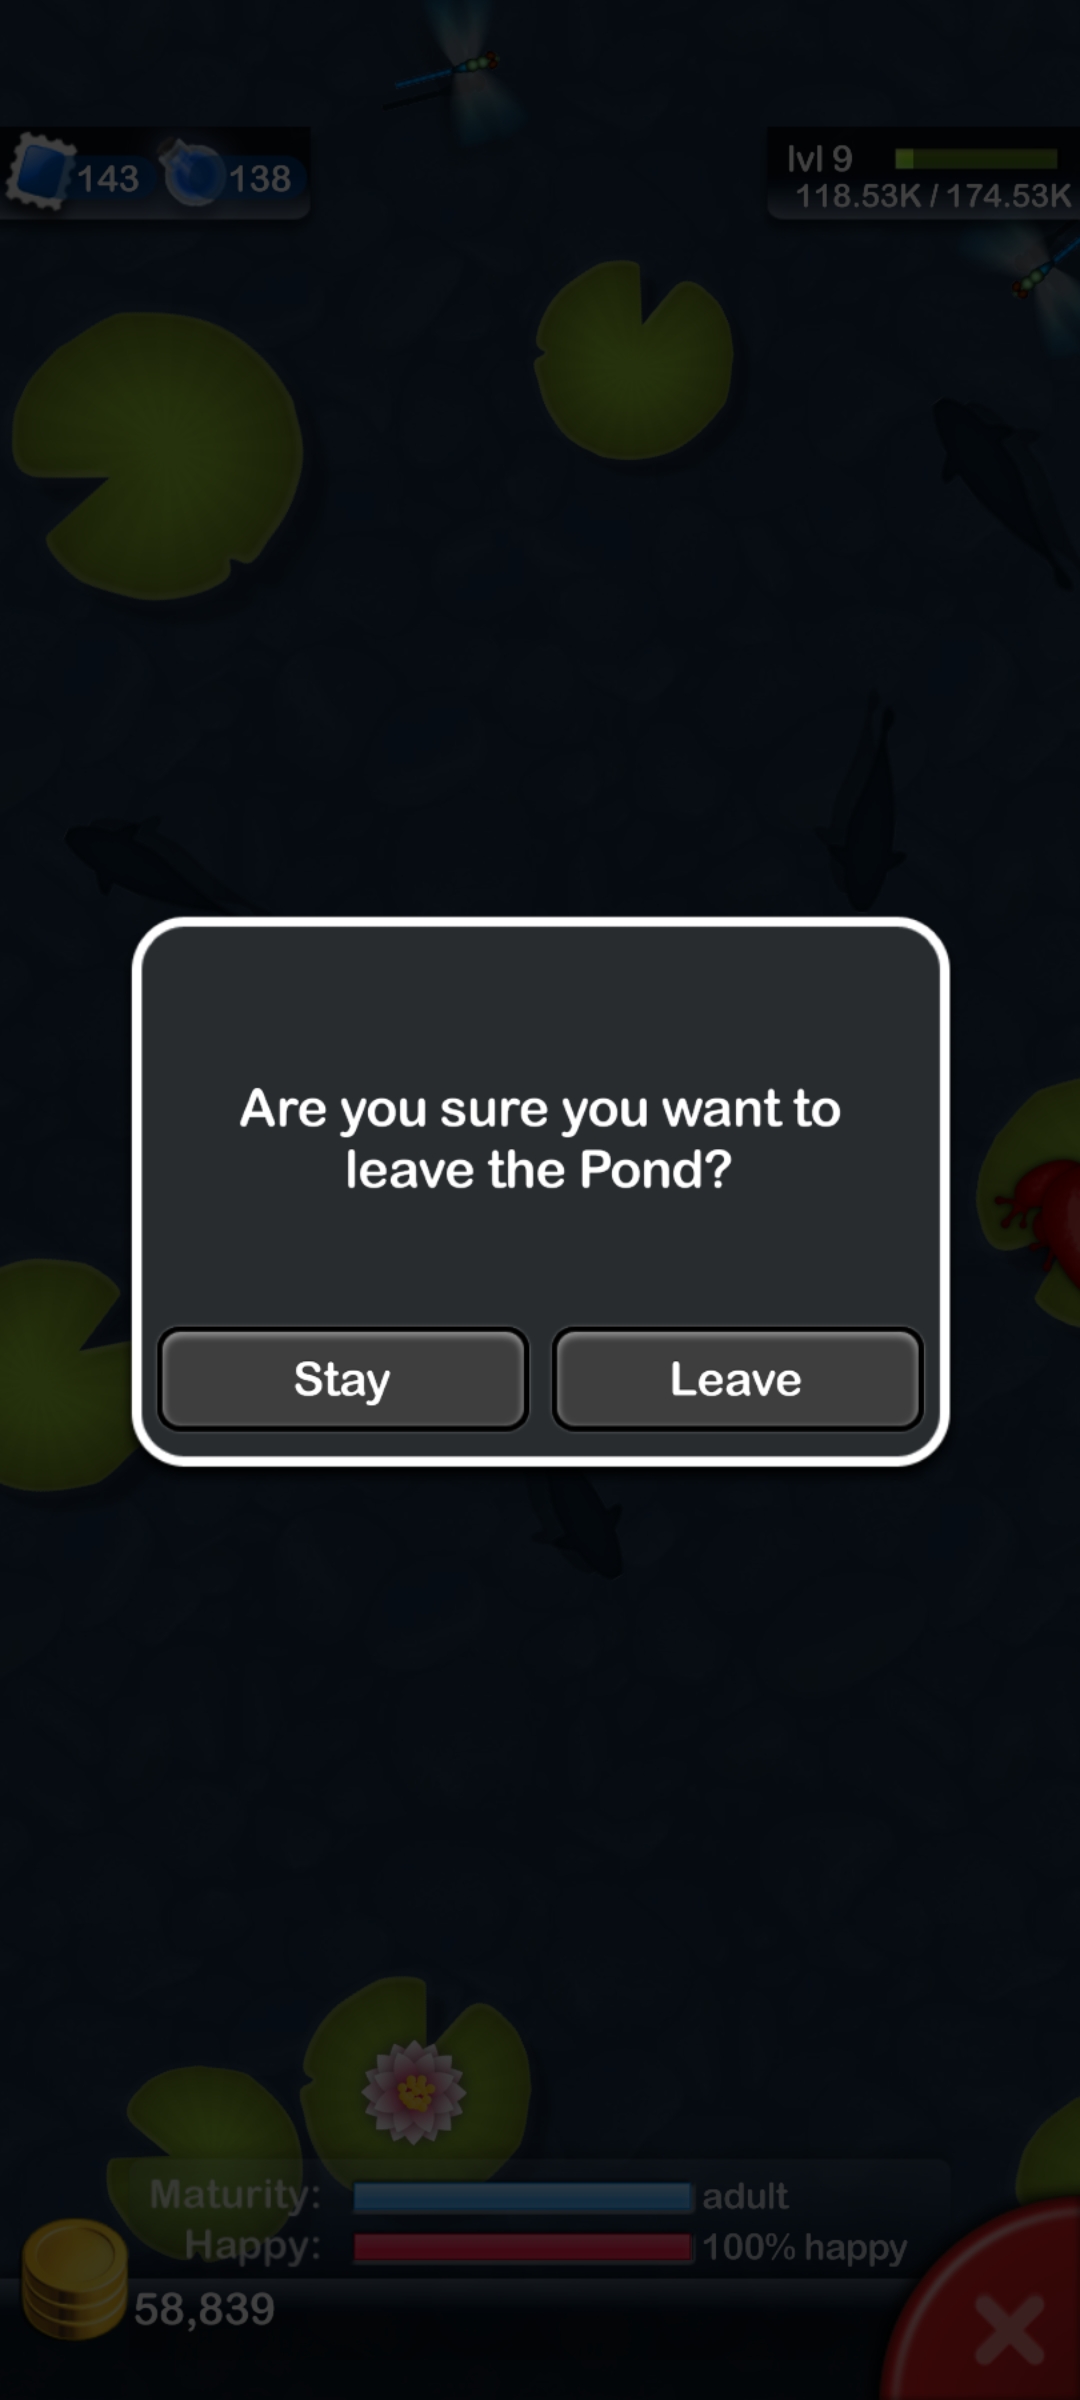 143 138 lvl 9
118.53K / 174.53K
Are you sure you want to
leave the Pond?
Stay Leave
Maturity: adult
Happy: 100% happy
58,839